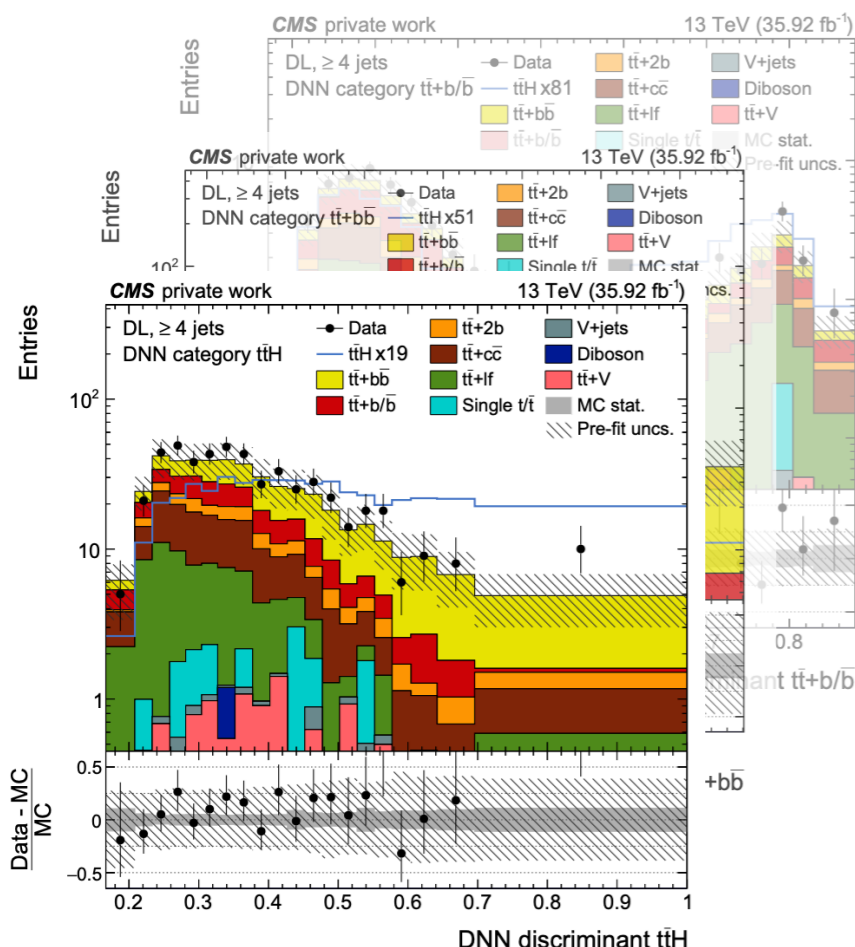 CMS private work 13 TeV (35.92 fb⁻¹)
Entries
DL, ≥ 4 jets
DNN category tt̄+b/b̄
Data
tt̄H x81
tt̄+bb̄
tt̄+b/b̄
tt̄+2b
tt̄+cc̄
tt̄+lf
Single t/t̄
V+jets
Diboson
tt̄+V
MC stat.
Pre-fit uncs.
0.8
tt̄+b/b̄
CMS private work 13 TeV (35.92 fb⁻¹)
Entries
10²
DL, ≥ 4 jets
DNN category tt̄+bb̄
Data
tt̄H x51
tt̄+bb̄
tt̄+b/b̄
tt̄+2b
tt̄+cc̄
tt̄+lf
Single t/t̄
V+jets
Diboson
tt̄+V
MC stat.
uncs.
+bb̄
CMS private work 13 TeV (35.92 fb⁻¹)
Entries
DL, ≥ 4 jets
DNN category tt̄H
Data
tt̄H x19
tt̄+bb̄
tt̄+b/b̄
tt̄+2b
tt̄+cc̄
tt̄+lf
Single t/t̄
V+jets
Diboson
tt̄+V
MC stat.
Pre-fit uncs.
10²
10
1
Data - MC
MC
0.5
0
−0.5
0.2 0.3 0.4 0.5 0.6 0.7 0.8 0.9 1
DNN discriminant tt̄H